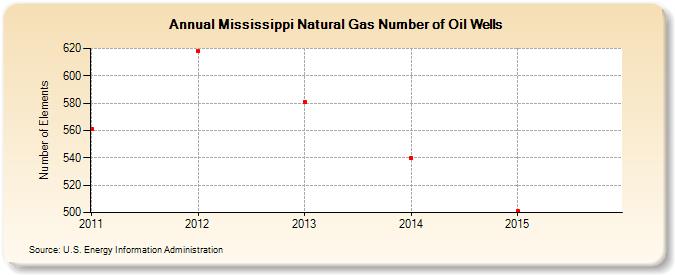 Annual Mississippi Natural Gas Number of Oil Wells
Number of Elements
620
600
580
560
540
520
500
2011 2012 2013 2014 2015
Source: U.S. Energy Information Administration